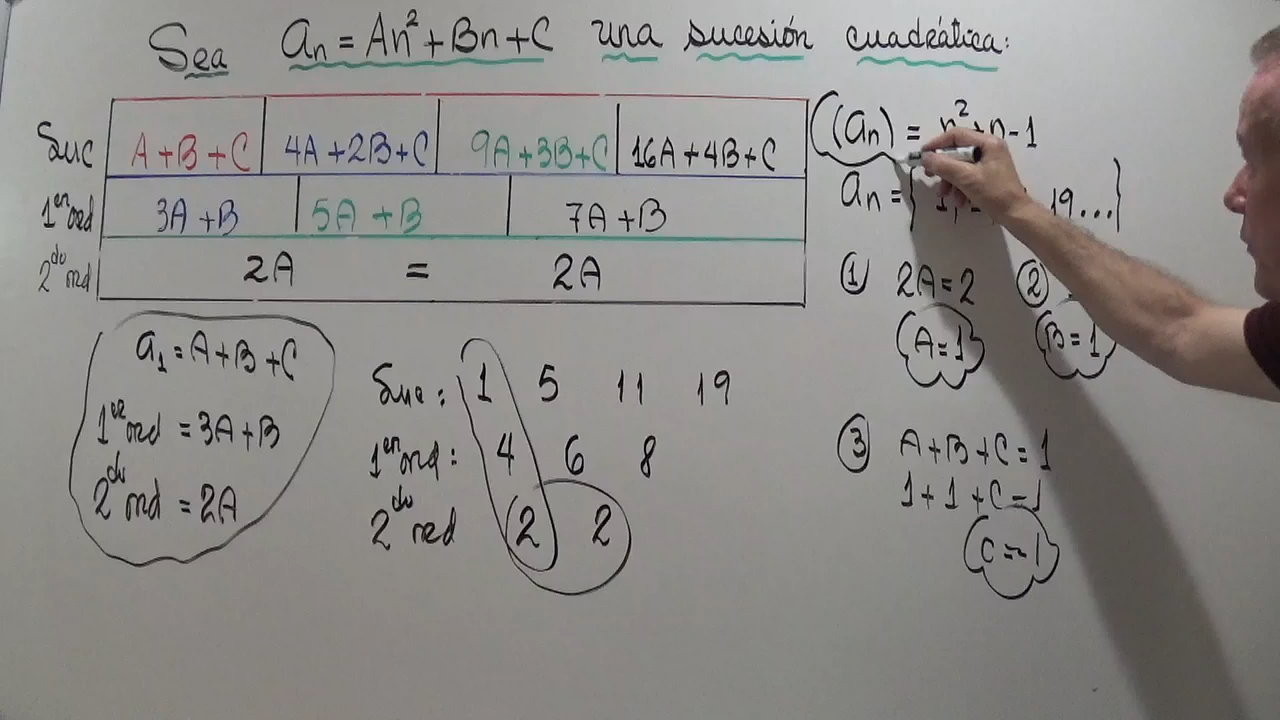 Sea an = An² + Bn + C una sucesión cuadrática:
Suc A + B + C 4A + 2B + C 9A + 3B + C 16A + 4B + C
1er ord 3A + B 5A + B 7A + B
2do ord 2A = 2A
a1 = A + B + C
1er ord = 3A + B
2do ord = 2A
Suc: 1 5 11 19
1er ord: 4 6 8
2do ord 2 2
(an) = n² + n - 1
an = { 1, 19...}
① 2A = 2 ②
A = 1 B = 1
③ A + B + C = 1
1 + 1 + C = 1
C = -1